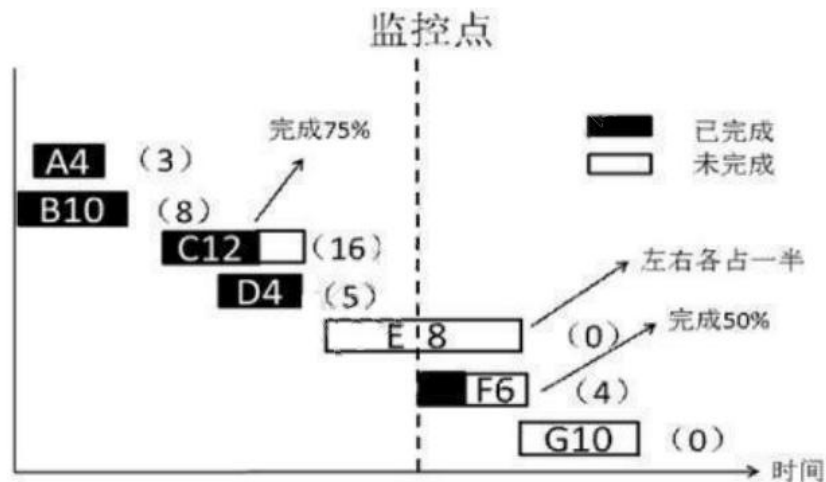 监控点
完成75%
已完成
未完成
A4 (3)
B10 (8)
C12 (16)
D4 (5)
左右各占一半
E 8 (0)
完成50%
F6 (4)
G10 (0)
时间